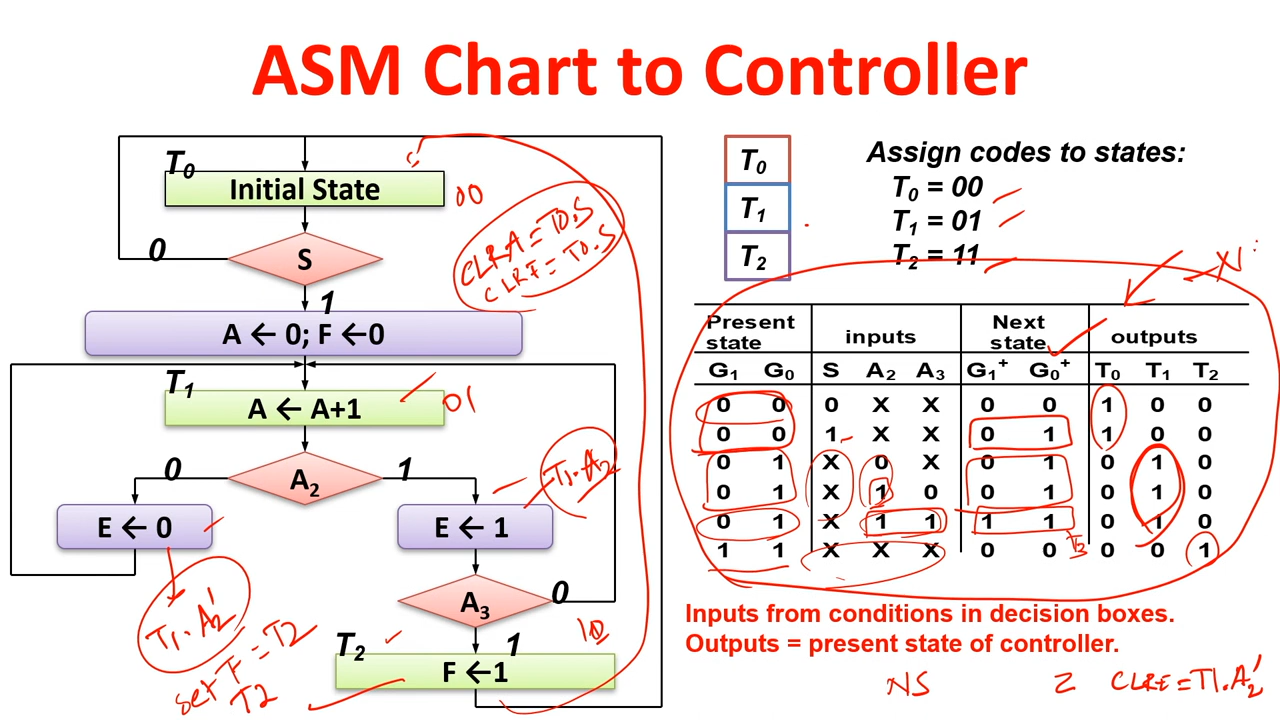 ASM Chart to Controller
T0
Initial State
00
0
S
1
CLRA = T0.S
CLRF = T0.S
A ← 0; F ←0
T1
A ← A+1
01
0
A2
1
T1.A2
E ← 0
E ← 1
T1.A2'
A3
0
1
10
T2
F ←1
set F = T2
T2
T0
T1
T2
Assign codes to states:
T0 = 00
T1 = 01
T2 = 11
Present state inputs Next state outputs
G1 G0 S A2 A3 G1+ G0+ T0 T1 T2
0 0 0 X X 0 0 1 0 0
0 0 1 X X 0 1 1 0 0
0 1 X 0 X 0 1 0 1 0
0 1 X 1 0 0 1 0 1 0
0 1 X 1 1 1 1 0 1 0
1 1 X X X 0 0 0 0 1
Inputs from conditions in decision boxes.
Outputs = present state of controller.
NS Z CLRE = T1.A2'